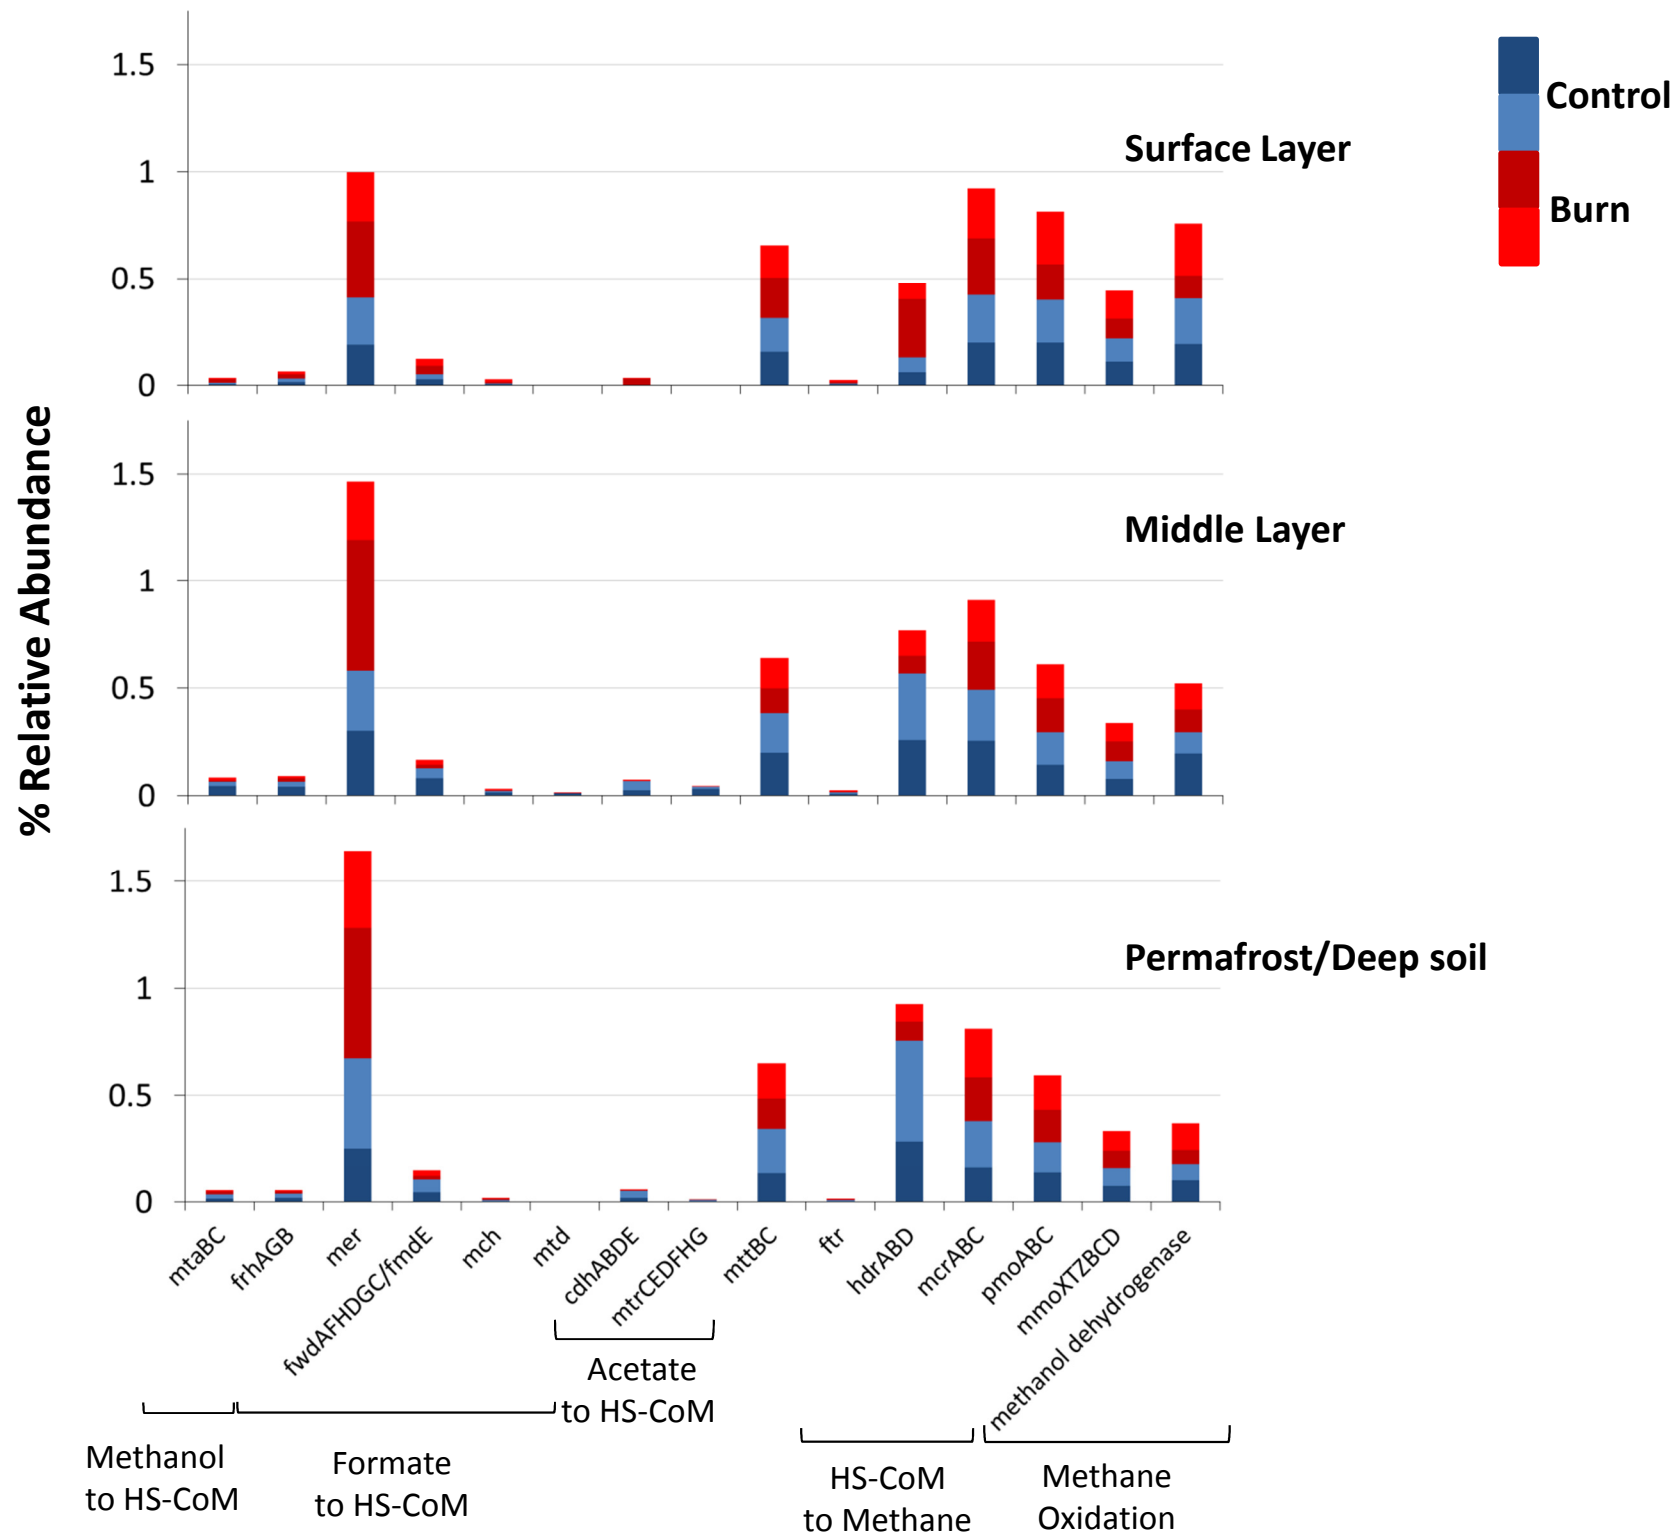 1.5
1
0.5
0
Surface Layer
Control
Burn
% Relative Abundance
1.5
1
0.5
0
Middle Layer
1.5
1
0.5
0
Permafrost/Deep soil
mtaBC
frhAGB
mer
fwdAFHDGC/fmdE
mch
mtd
cdhABDE
mtrCEDFHG
mttBC
ftr
hdrABD
mcrABC
pmoABC
mmoXTZBCD
methanol dehydrogenase
Methanol
to HS-CoM
Formate
to HS-CoM
Acetate
to HS-CoM
HS-CoM
to Methane
Methane
Oxidation